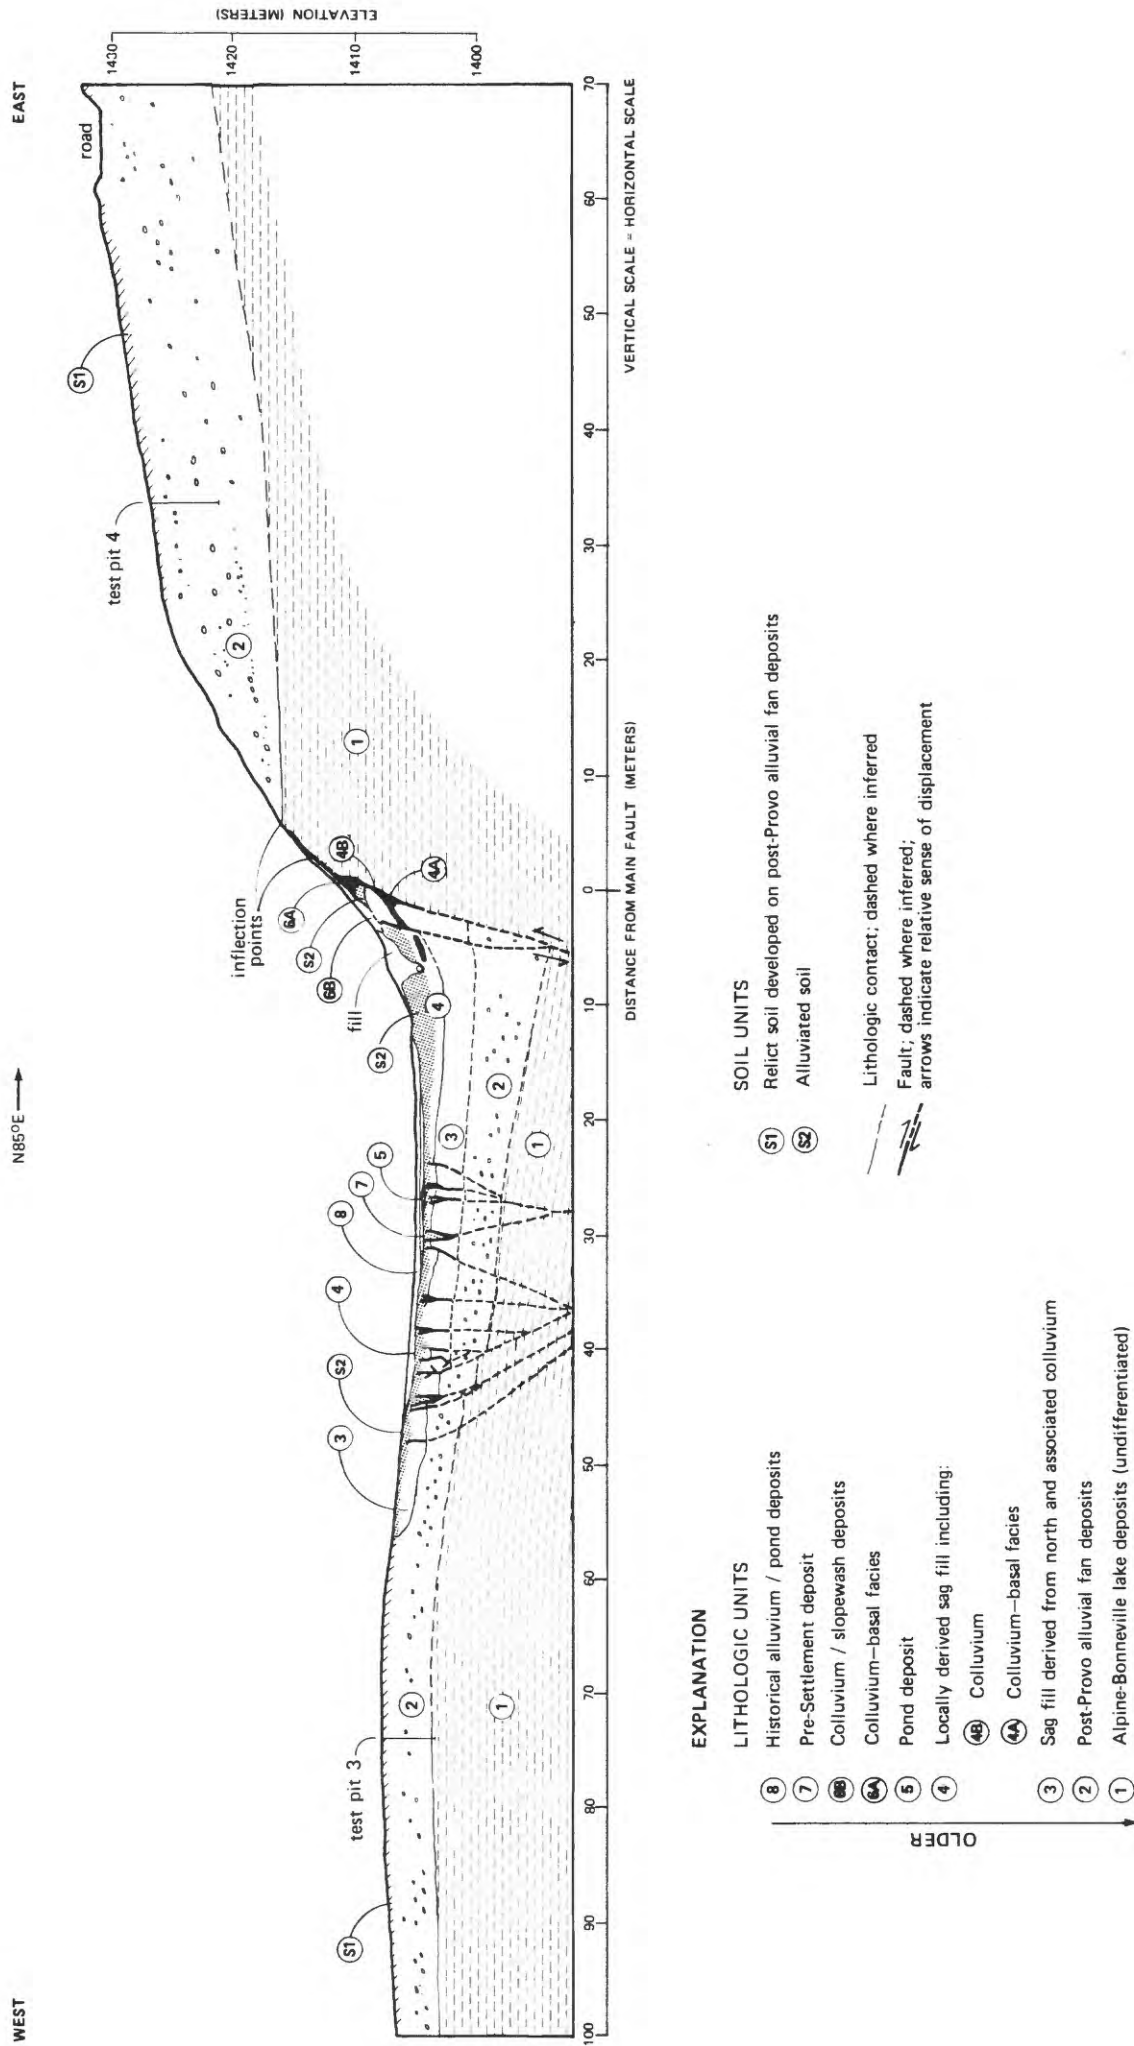 WEST
N85°E
EAST
ELEVATION (METERS)
1430
1420
1410
1400
S1
test pit 3
2
1
3
S2
4
8
7
5
3
2
1
S2
4
fill
6B
S2
6A
4B
4A
inflection
points
1
2
test pit 4
S1
road
100
90
80
70
60
50
40
30
20
10
0
10
20
30
40
50
60
70
DISTANCE FROM MAIN FAULT (METERS)
VERTICAL SCALE = HORIZONTAL SCALE
EXPLANATION
LITHOLOGIC UNITS
8 Historical alluvium / pond deposits
7 Pre-Settlement deposit
6B Colluvium / slopewash deposits
6A Colluvium—basal facies
5 Pond deposit
4 Locally derived sag fill including:
4B Colluvium
4A Colluvium—basal facies
3 Sag fill derived from north and associated colluvium
2 Post-Provo alluvial fan deposits
1 Alpine-Bonneville lake deposits (undifferentiated)
OLDER
SOIL UNITS
S1 Relict soil developed on post-Provo alluvial fan deposits
S2 Alluviated soil
Lithologic contact; dashed where inferred
Fault; dashed where inferred;
arrows indicate relative sense of displacement